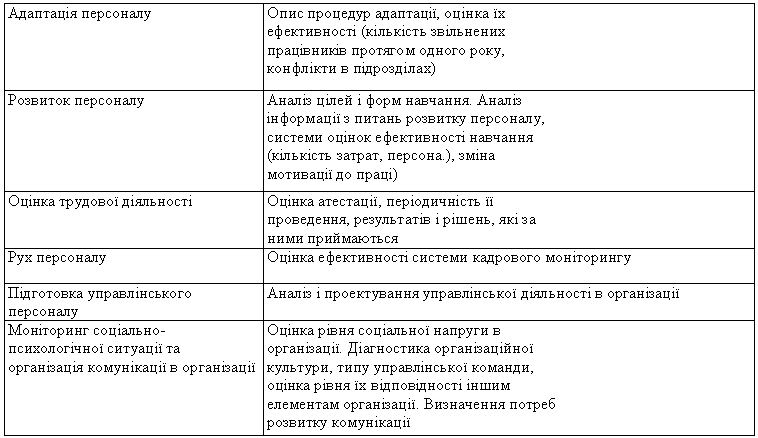 Адаптація персоналу
Опис процедур адаптації, оцінка їх
ефективності (кількість звільнених
працівників протягом одного року,
конфлікти в підрозділах)
Розвиток персоналу
Аналіз цілей і форм навчання. Аналіз
інформації з питань розвитку персоналу,
системи оцінок ефективності навчання
(кількість затрат, персона.), зміна
мотивації до праці)
Оцінка трудової діяльності
Оцінка атестації, періодичність її
проведення, результатів і рішень, які за
ними приймаються
Рух персоналу
Оцінка ефективності системи кадрового моніторингу
Підготовка управлінського
персоналу
Аналіз і проектування управлінської діяльності в організації
Моніторинг соціально-
психологічної ситуації та
організація комунікації в організації
Оцінка рівня соціальної напруги в
організації. Діагностика організаційної
культури, типу управлінської команди,
оцінка рівня їх відповідності іншим
елементам організації. Визначення потреб
розвитку комунікації